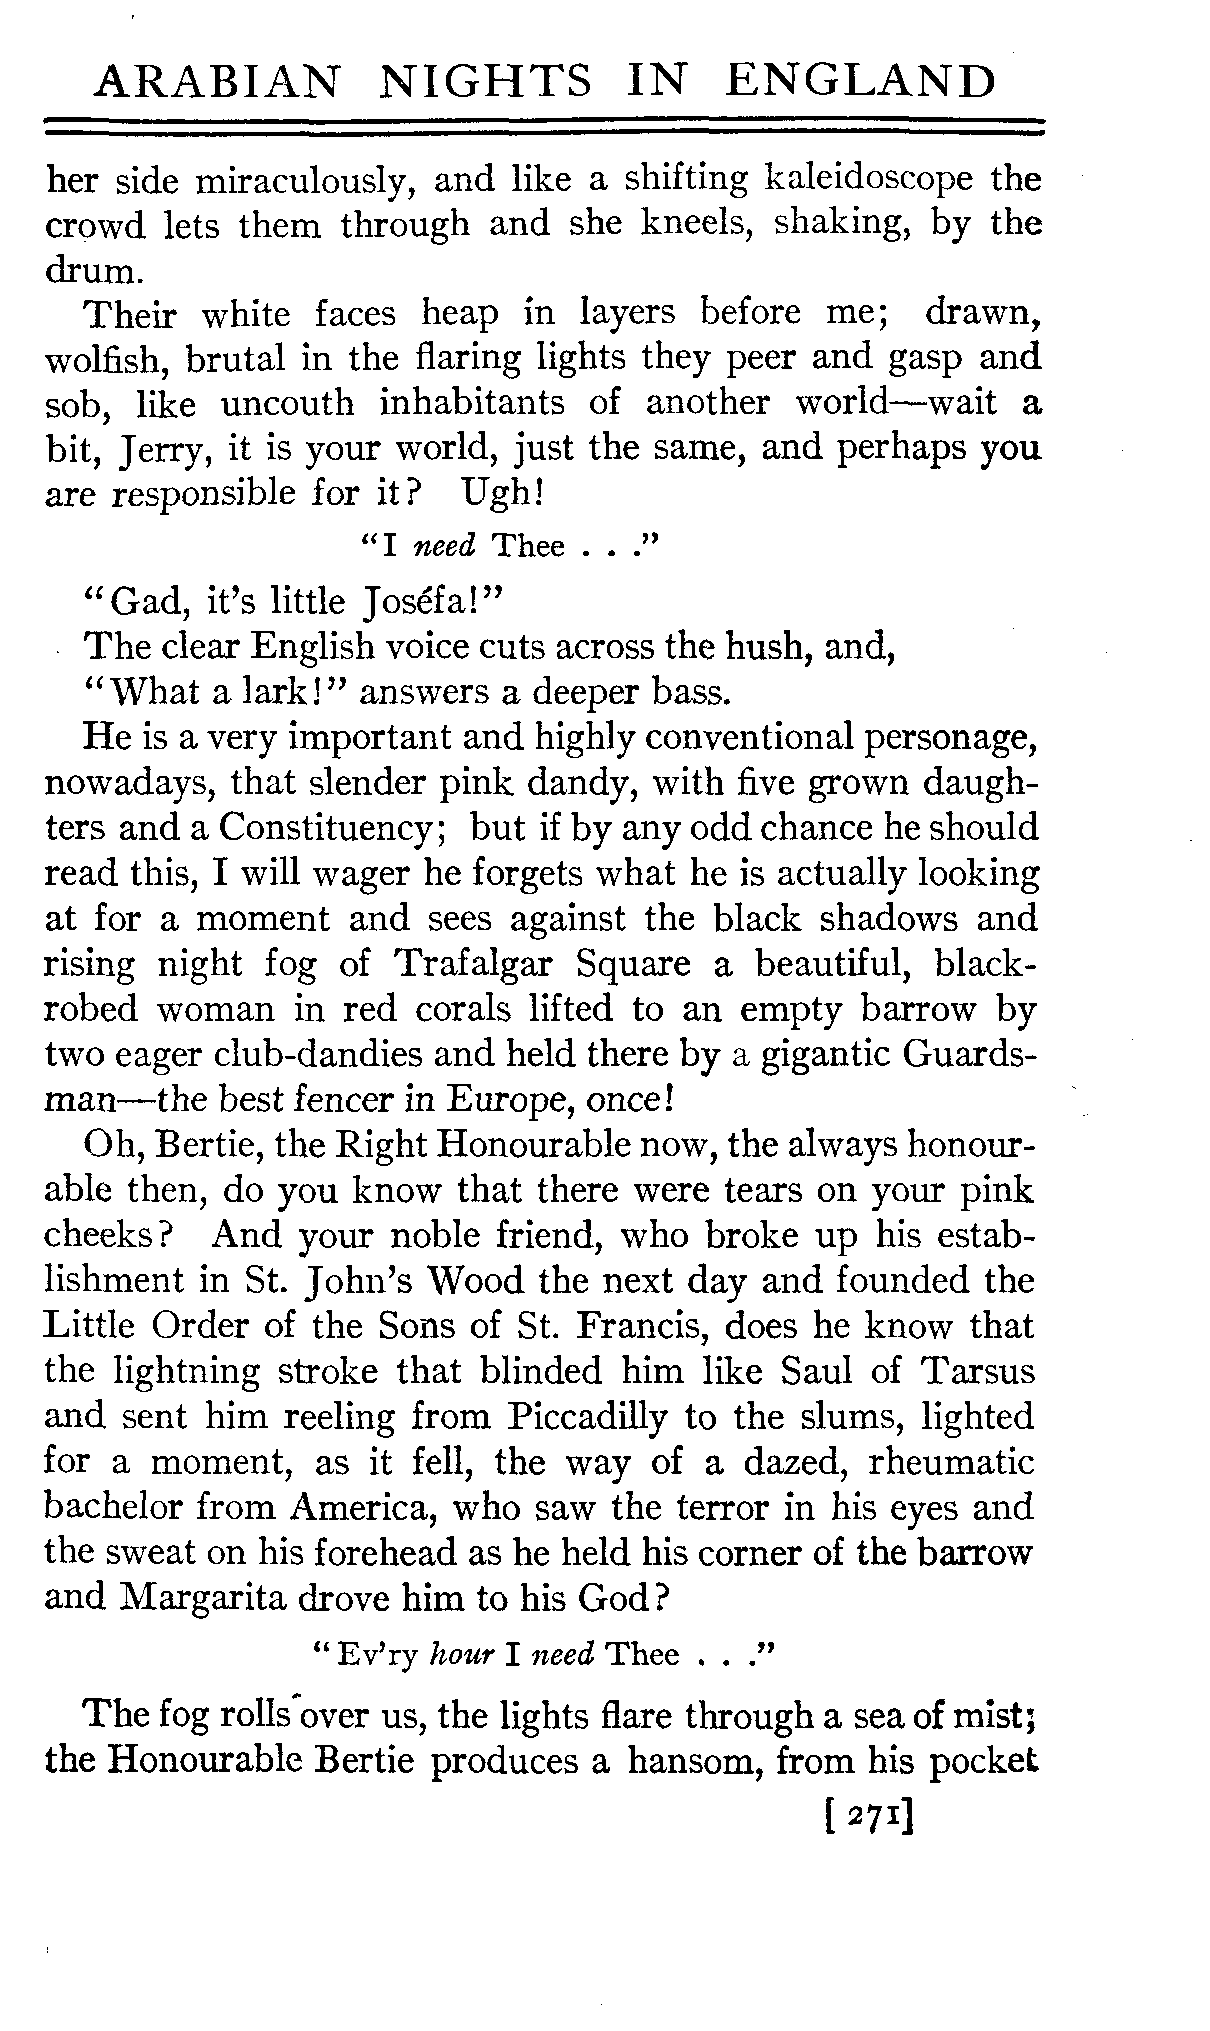 ARABIAN NIGHTS IN ENGLAND
her side miraculously, and like a shifting kaleidoscope the
crowd lets them through and she kneels, shaking, by the
drum.
Their white faces heap in layers before me; drawn,
wolfish, brutal in the flaring lights they peer and gasp and
sob, like uncouth inhabitants of another world—wait a
bit, Jerry, it is your world, just the same, and perhaps you
are responsible for it? Ugh!
"I need Thee . . ."
"Gad, it's little Joséfa!"
The clear English voice cuts across the hush, and,
"What a lark!" answers a deeper bass.
He is a very important and highly conventional personage,
nowadays, that slender pink dandy, with five grown daugh-
ters and a Constituency; but if by any odd chance he should
read this, I will wager he forgets what he is actually looking
at for a moment and sees against the black shadows and
rising night fog of Trafalgar Square a beautiful, black-
robed woman in red corals lifted to an empty barrow by
two eager club-dandies and held there by a gigantic Guards-
man—the best fencer in Europe, once!
Oh, Bertie, the Right Honourable now, the always honour-
able then, do you know that there were tears on your pink
cheeks? And your noble friend, who broke up his estab-
lishment in St. John's Wood the next day and founded the
Little Order of the Sons of St. Francis, does he know that
the lightning stroke that blinded him like Saul of Tarsus
and sent him reeling from Piccadilly to the slums, lighted
for a moment, as it fell, the way of a dazed, rheumatic
bachelor from America, who saw the terror in his eyes and
the sweat on his forehead as he held his corner of the barrow
and Margarita drove him to his God?
"Ev'ry hour I need Thee . . ."
The fog rolls over us, the lights flare through a sea of mist;
the Honourable Bertie produces a hansom, from his pocket
[271]